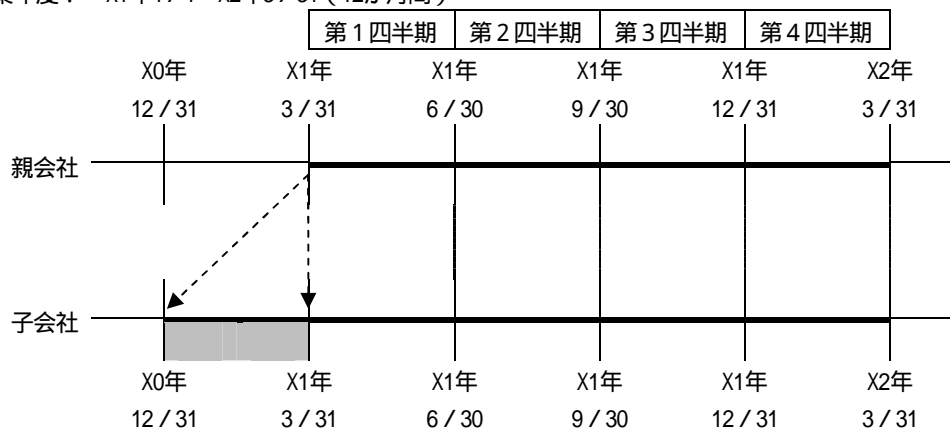 第1四半期 第2四半期 第3四半期 第4四半期
X0年 X1年 X1年 X1年 X1年 X2年
12/31 3/31 6/30 9/30 12/31 3/31
親会社
子会社
X0年 X1年 X1年 X1年 X1年 X2年
12/31 3/31 6/30 9/30 12/31 3/31